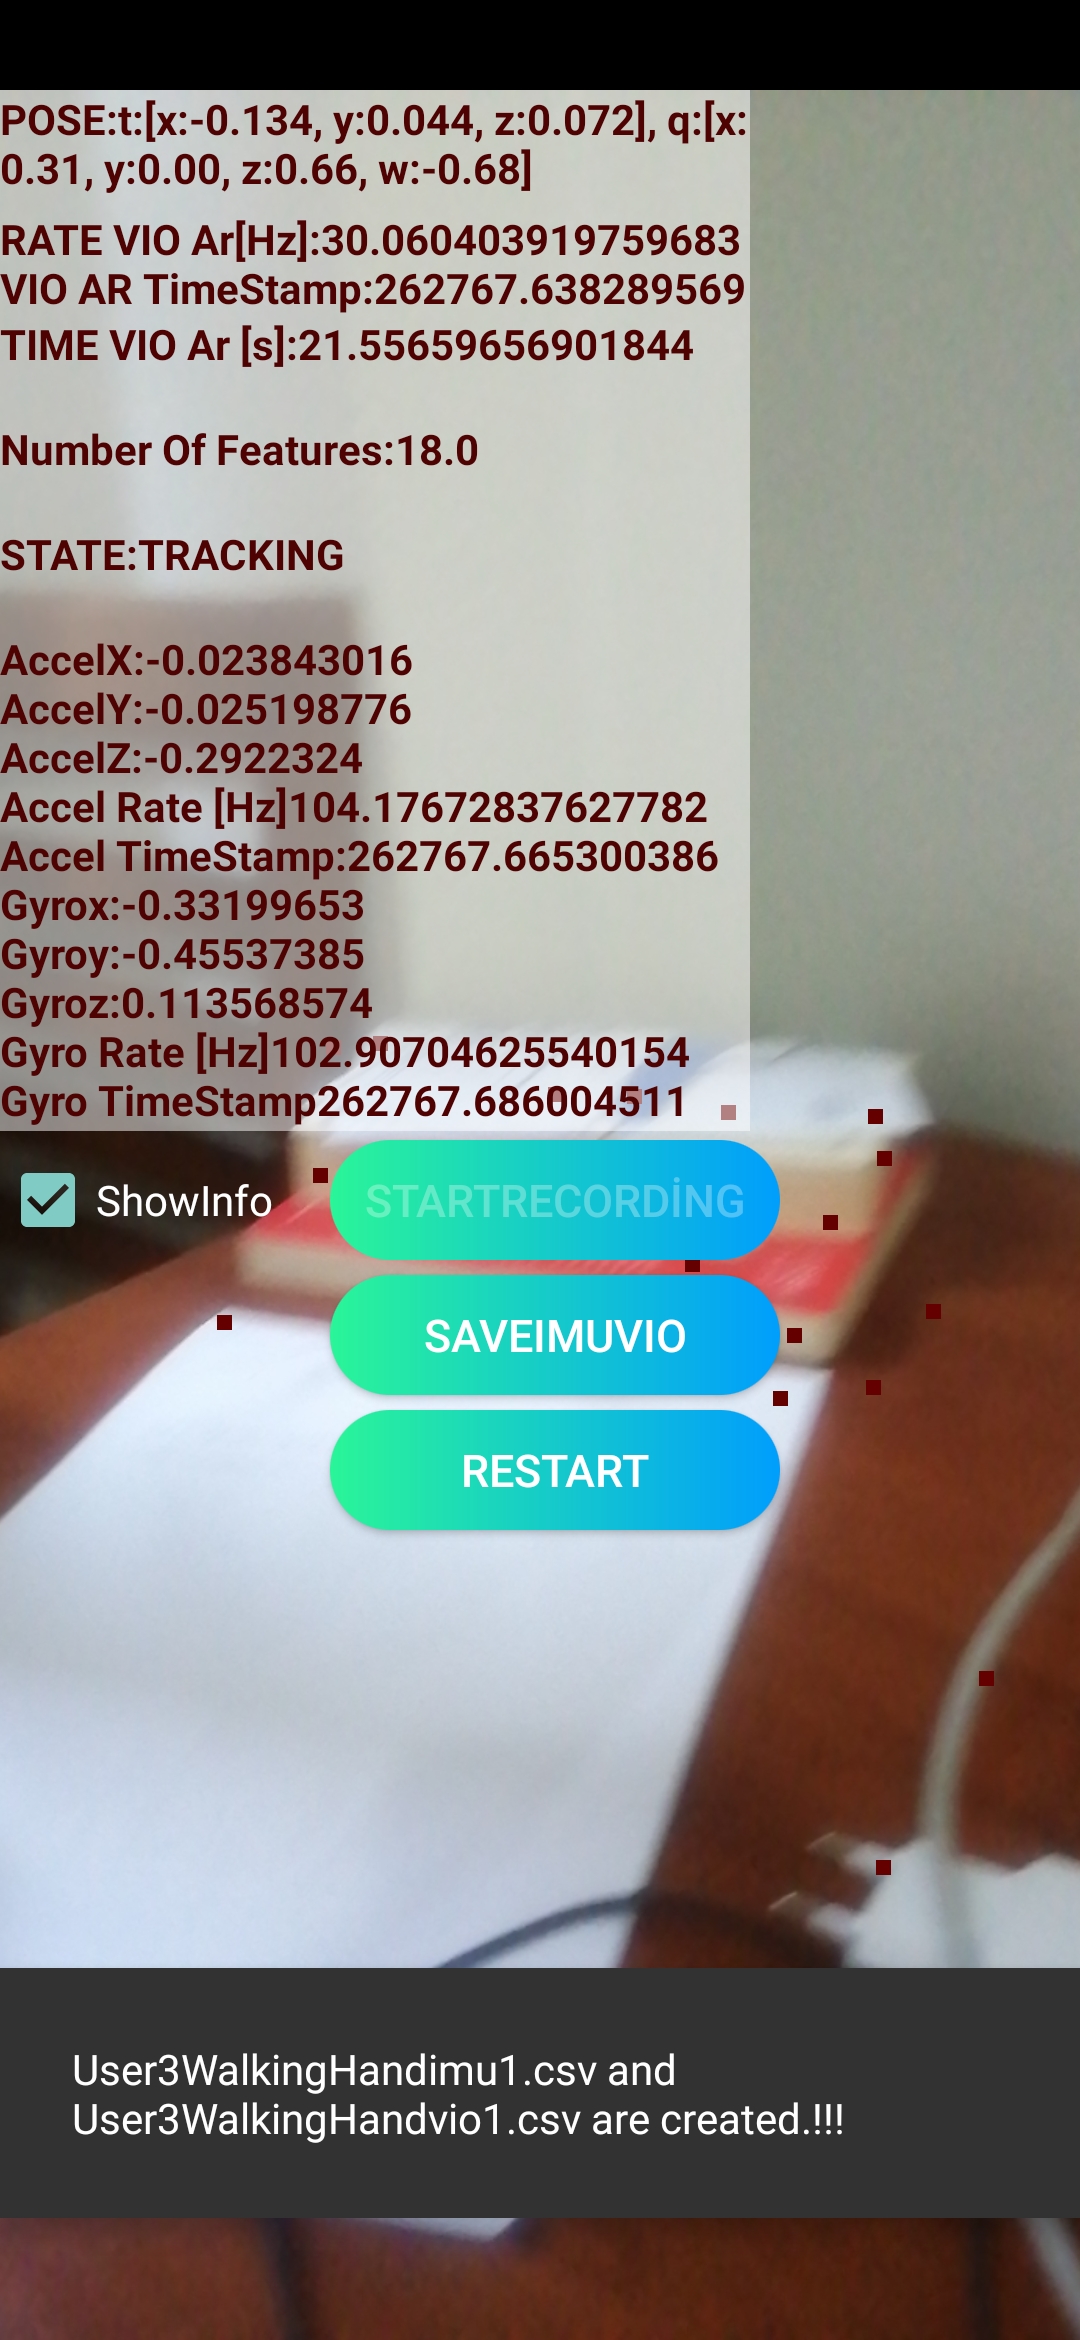 POSE:t:[x:-0.134, y:0.044, z:0.072], q:[x:
0.31, y:0.00, z:0.66, w:-0.68]
RATE VIO Ar[Hz]:30.060403919759683
VIO AR TimeStamp:262767.638289569
TIME VIO Ar [s]:21.55659656901844
Number Of Features:18.0
STATE:TRACKING
AccelX:-0.023843016
AccelY:-0.025198776
AccelZ:-0.2922324
Accel Rate [Hz]104.17672837627782
Accel TimeStamp:262767.665300386
Gyrox:-0.33199653
Gyroy:-0.45537385
Gyroz:0.113568574
Gyro Rate [Hz]102.90704625540154
Gyro TimeStamp262767.686004511
ShowInfo
STARTRECORDİNG
SAVEIMUVIO
RESTART
User3WalkingHandimu1.csv and
User3WalkingHandvio1.csv are created.!!!